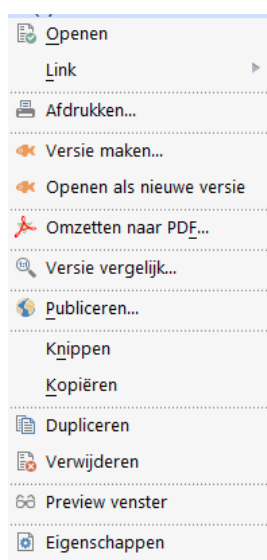 Openen
Link
Afdrukken...
Versie maken...
Openen als nieuwe versie
Omzetten naar PDF...
Versie vergelijk...
Publiceren...
Knippen
Kopiëren
Dupliceren
Verwijderen
Preview venster
Eigenschappen